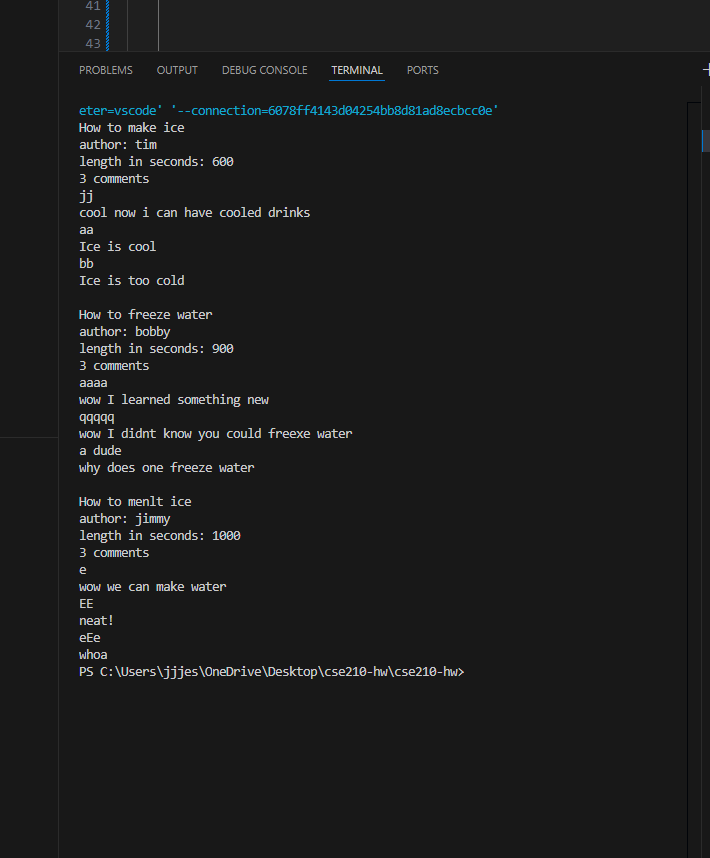 41
42
43
PROBLEMS OUTPUT DEBUG CONSOLE TERMINAL PORTS
eter=vscode' '--connection=6078ff4143d04254bb8d81ad8ecbcc0e'
How to make ice
author: tim
length in seconds: 600
3 comments
jj
cool now i can have cooled drinks
aa
Ice is cool
bb
Ice is too cold
How to freeze water
author: bobby
length in seconds: 900
3 comments
aaaa
wow I learned something new
qqqqq
wow I didnt know you could freexe water
a dude
why does one freeze water
How to menlt ice
author: jimmy
length in seconds: 1000
3 comments
e
wow we can make water
EE
neat!
eEe
whoa
PS C:\Users\jjjes\OneDrive\Desktop\cse210-hw\cse210-hw>